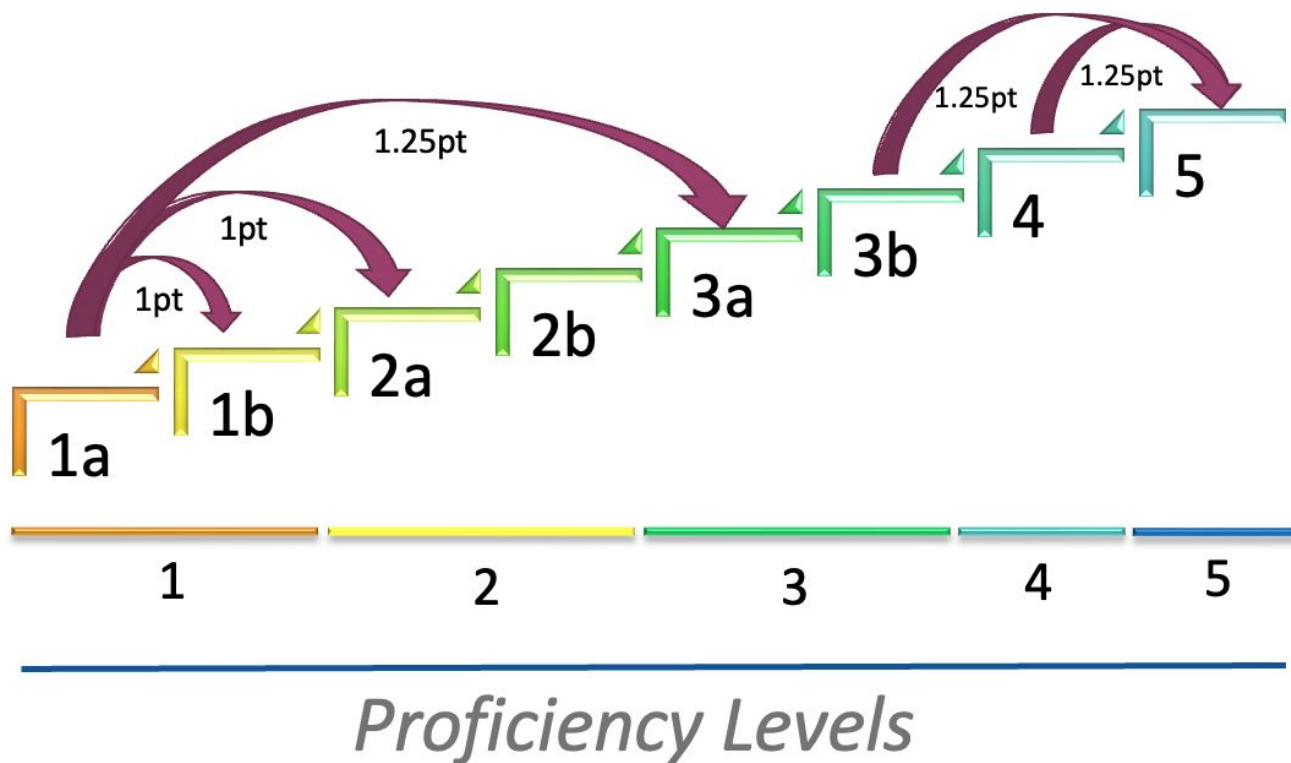 1.25pt
1.25pt
1.25pt
1pt
1pt
5
4
3b
3a
2b
2a
1b
1a
1
2
3
4
5
Proficiency Levels